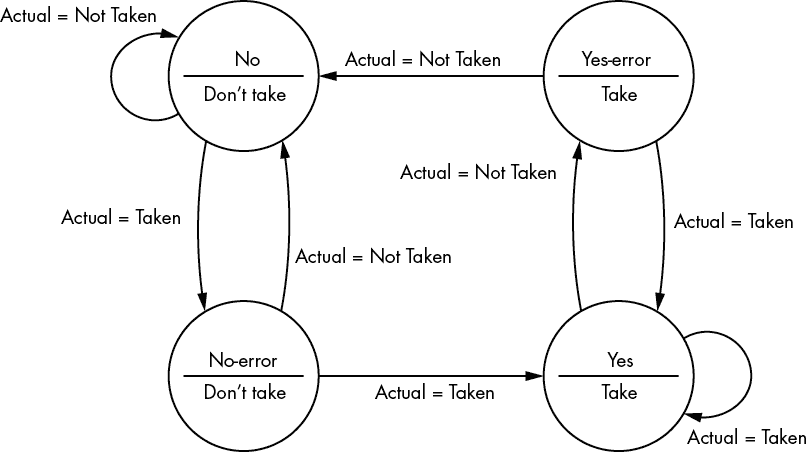 Actual = Not Taken
No
Don't take
Actual = Not Taken
Yes-error
Take
Actual = Not Taken
Actual = Taken
Actual = Taken
Actual = Not Taken
No-error
Don't take
Actual = Taken
Yes
Take
Actual = Taken